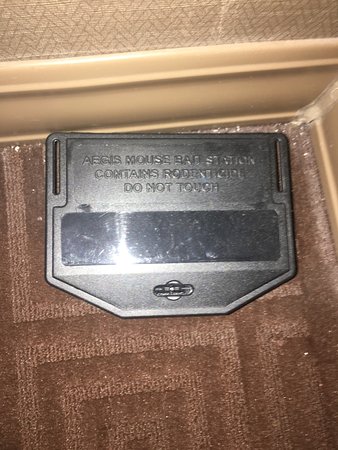 AEGIS MOUSE BAIT STATION
CONTAINS RODENTICIDE
DO NOT TOUCH